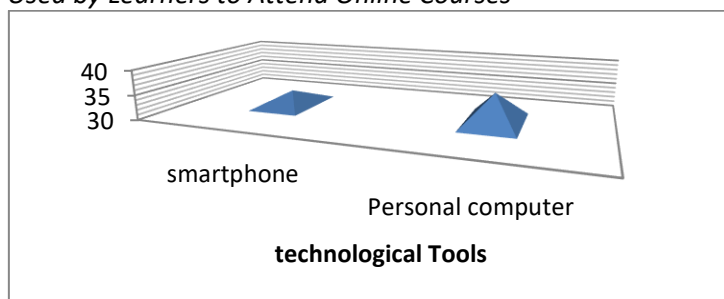 Used by Learners to Attend Online Courses
40
35
30
smartphone
Personal computer
technological Tools